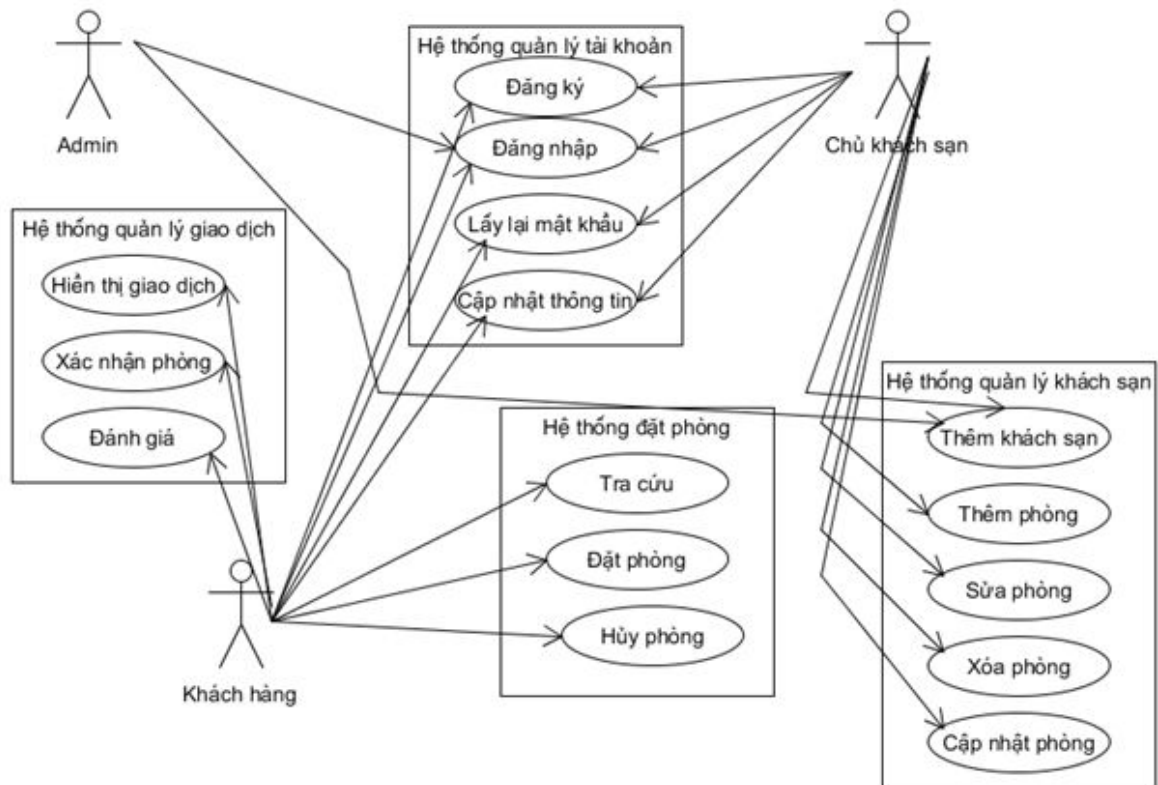 Admin
Hệ thống quản lý tài khoản
Đăng ký
Đăng nhập
Lấy lại mật khẩu
Cập nhật thông tin
Chủ khách sạn
Hệ thống quản lý giao dịch
Hiển thị giao dịch
Xác nhận phòng
Đánh giá
Hệ thống đặt phòng
Tra cứu
Đặt phòng
Hủy phòng
Hệ thống quản lý khách sạn
Thêm khách sạn
Thêm phòng
Sửa phòng
Xóa phòng
Cập nhật phòng
Khách hàng